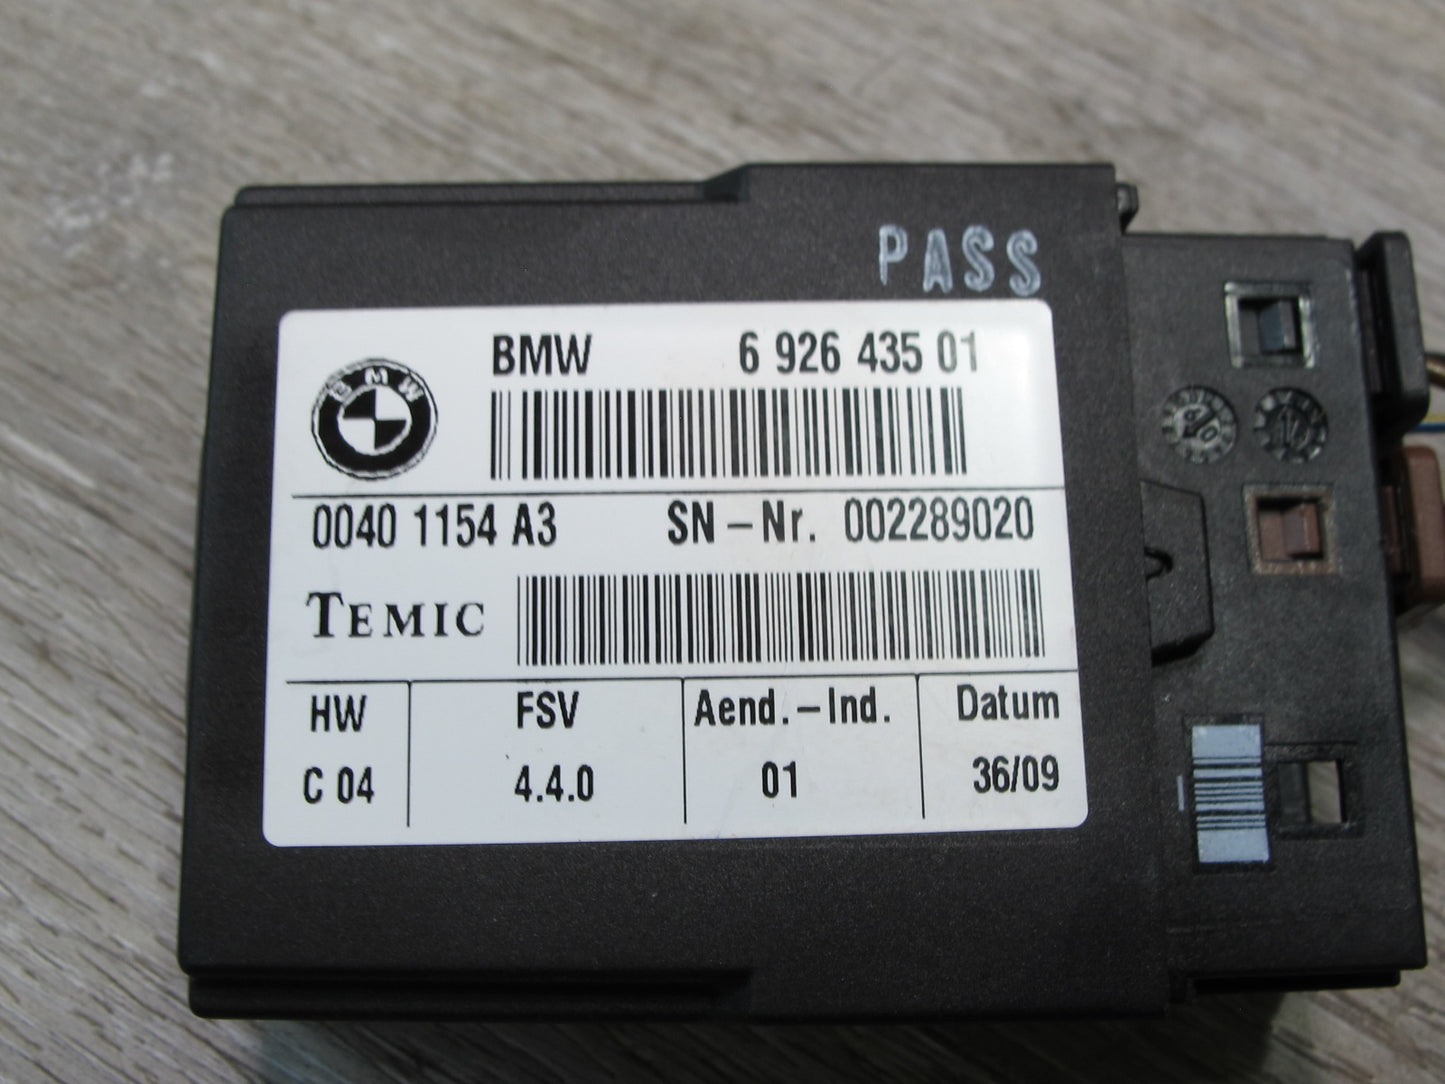 PASS
BMW 6 926 435 01
BMW
0040 1154 A3 SN-Nr. 002289020
TEMIC
HW FSV Aend.-Ind. Datum
C 04 4.4.0 01 36/09